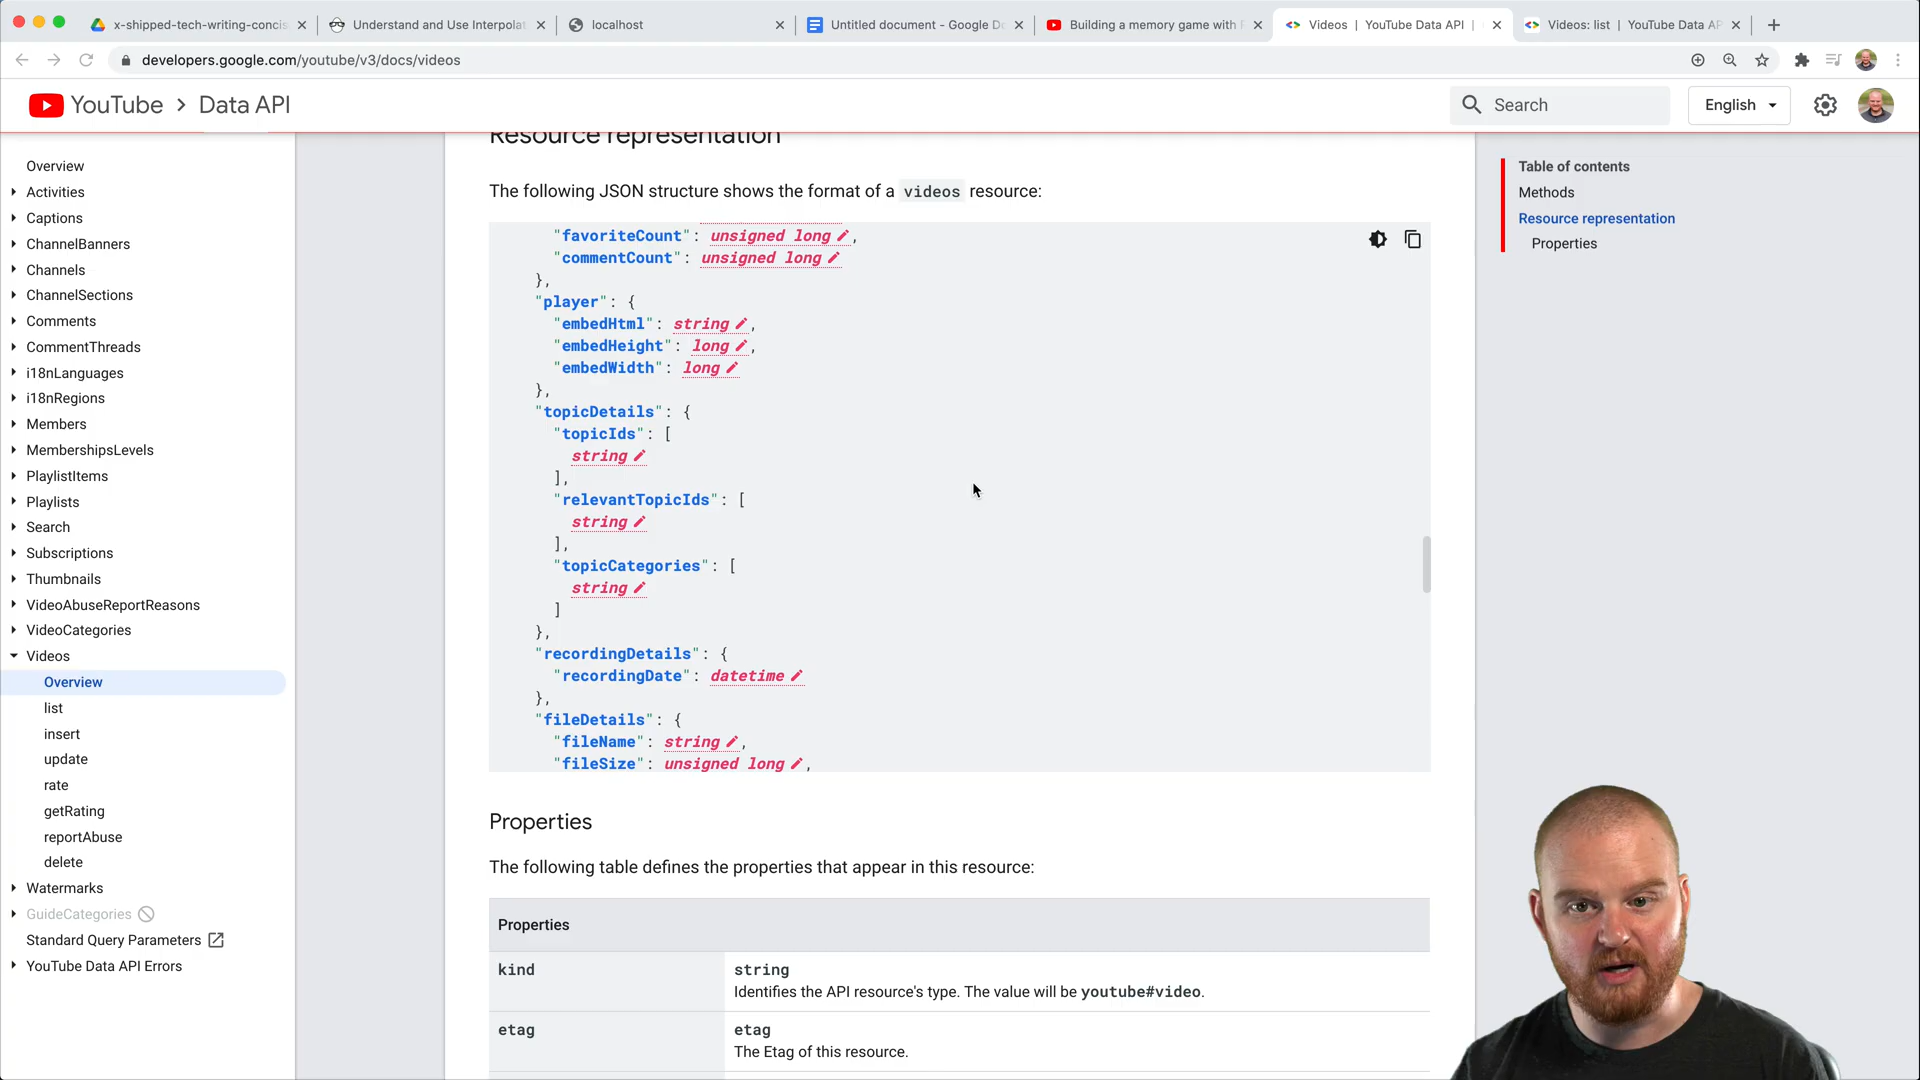 x-shipped-tech-writing-concis
Understand and Use Interpolat
localhost
Untitled document - Google Do
Building a memory game with
Videos | YouTube Data API |
Videos: list | YouTube Data AP
developers.google.com/youtube/v3/docs/videos
YouTube > Data API
Search
English
Overview
Activities
Captions
ChannelBanners
Channels
ChannelSections
Comments
CommentThreads
i18nLanguages
i18nRegions
Members
MembershipsLevels
PlaylistItems
Playlists
Search
Subscriptions
Thumbnails
VideoAbuseReportReasons
VideoCategories
Videos
Overview
list
insert
update
rate
getRating
reportAbuse
delete
Watermarks
GuideCategories
Standard Query Parameters
YouTube Data API Errors
Resource representation
The following JSON structure shows the format of a videos resource:
"favoriteCount": unsigned long,
"commentCount": unsigned long
},
"player": {
"embedHtml": string,
"embedHeight": long,
"embedWidth": long
},
"topicDetails": {
"topicIds": [
string
],
"relevantTopicIds": [
string
],
"topicCategories": [
string
]
},
"recordingDetails": {
"recordingDate": datetime
},
"fileDetails": {
"fileName": string,
"fileSize": unsigned long,
Properties
The following table defines the properties that appear in this resource:
Properties
kind
string
Identifies the API resource's type. The value will be youtube#video.
etag
etag
The Etag of this resource.
Table of contents
Methods
Resource representation
Properties